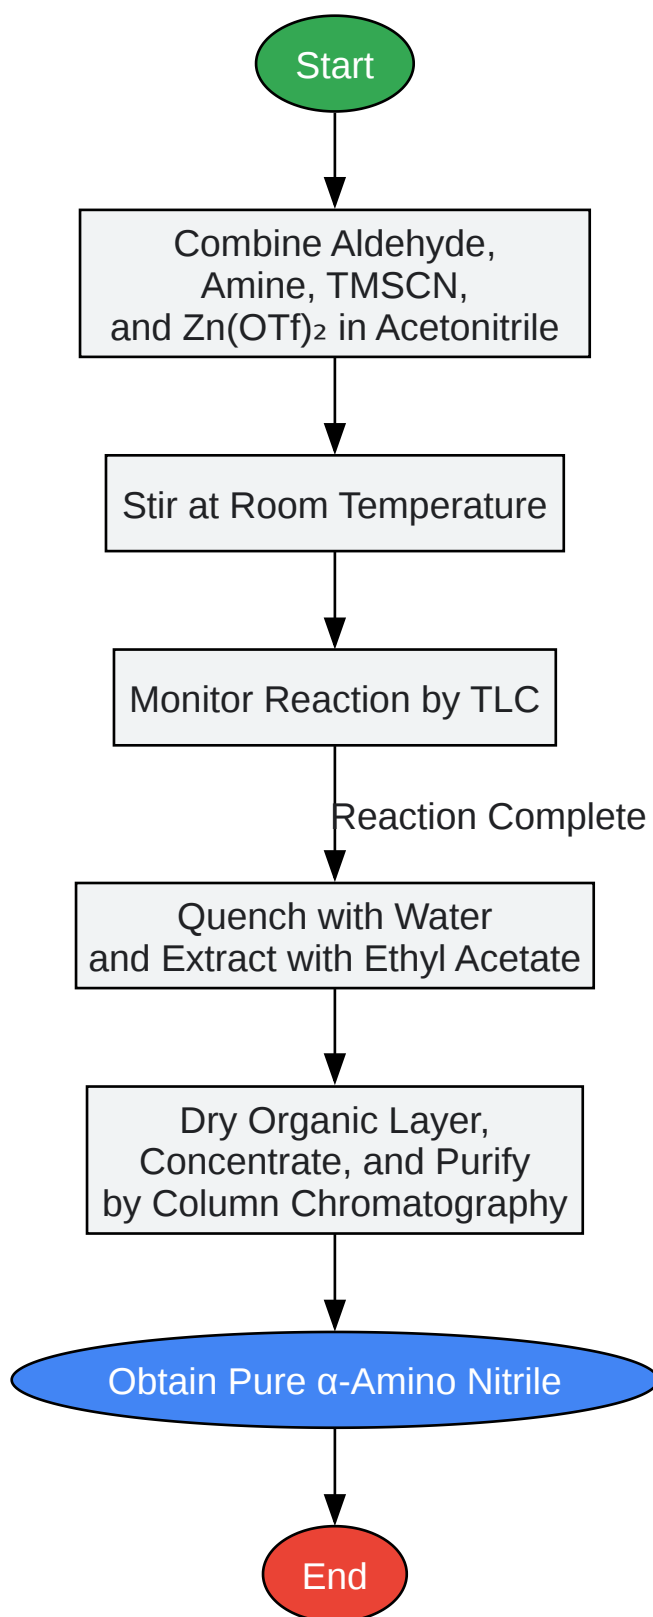 Start
Combine Aldehyde,
Amine, TMSCN,
and Zn(OTf)₂ in Acetonitrile
Stir at Room Temperature
Monitor Reaction by TLC
Reaction Complete
Quench with Water
and Extract with Ethyl Acetate
Dry Organic Layer,
Concentrate, and Purify
by Column Chromatography
Obtain Pure α-Amino Nitrile
End